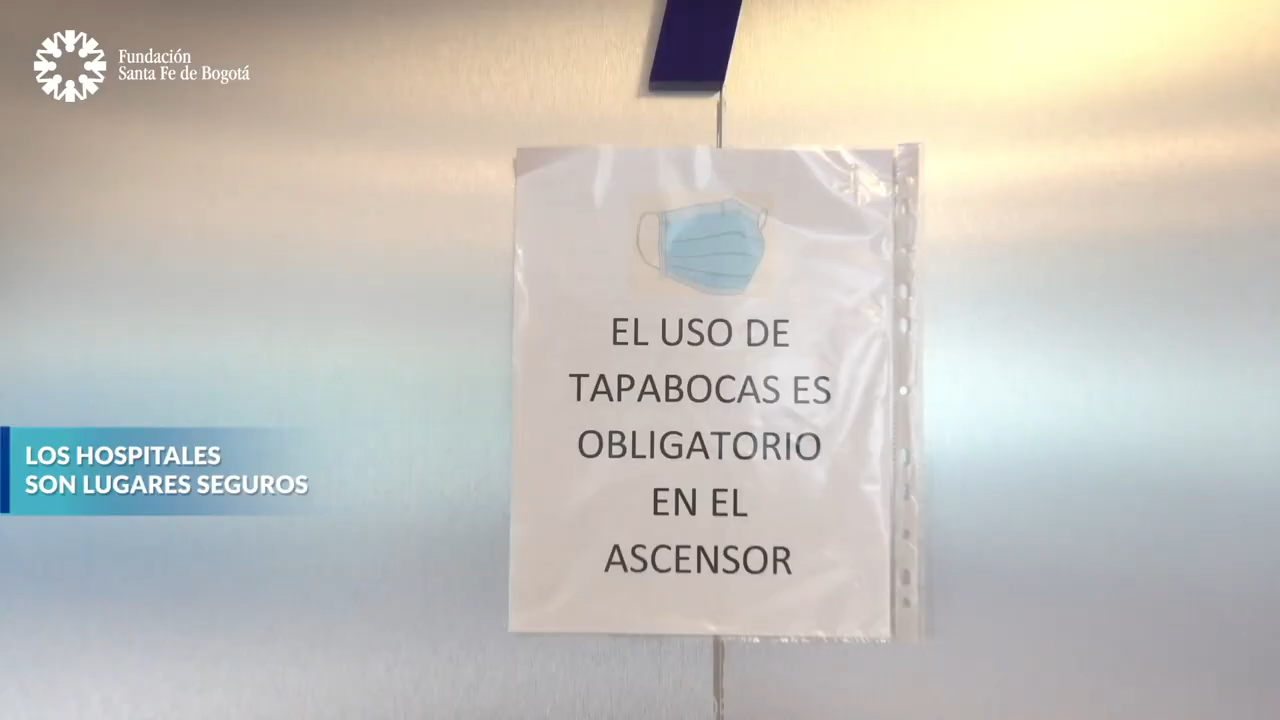 Fundación
Santa Fe de Bogotá
EL USO DE
TAPABOCAS ES
OBLIGATORIO
EN EL
ASCENSOR
LOS HOSPITALES
SON LUGARES SEGUROS